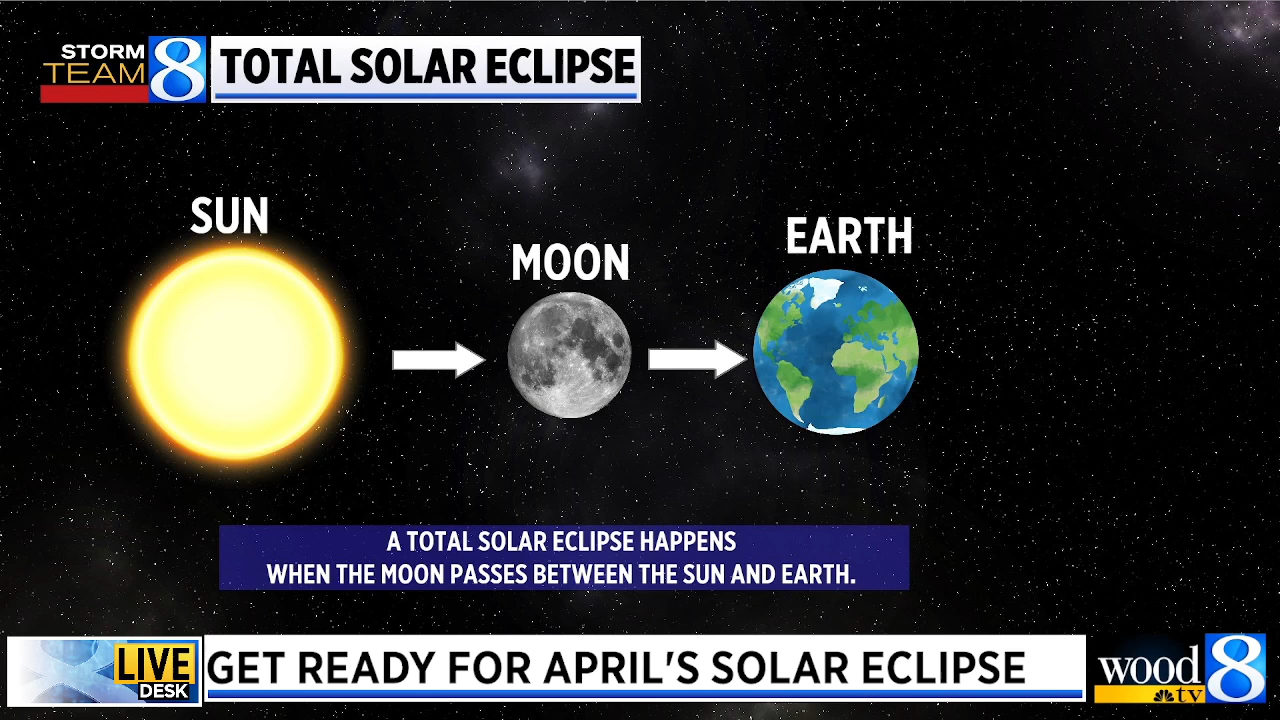 STORM
TEAM 8
TOTAL SOLAR ECLIPSE
SUN
MOON
EARTH
A TOTAL SOLAR ECLIPSE HAPPENS
WHEN THE MOON PASSES BETWEEN THE SUN AND EARTH.
LIVE
DESK
GET READY FOR APRIL'S SOLAR ECLIPSE
wood
tv
8